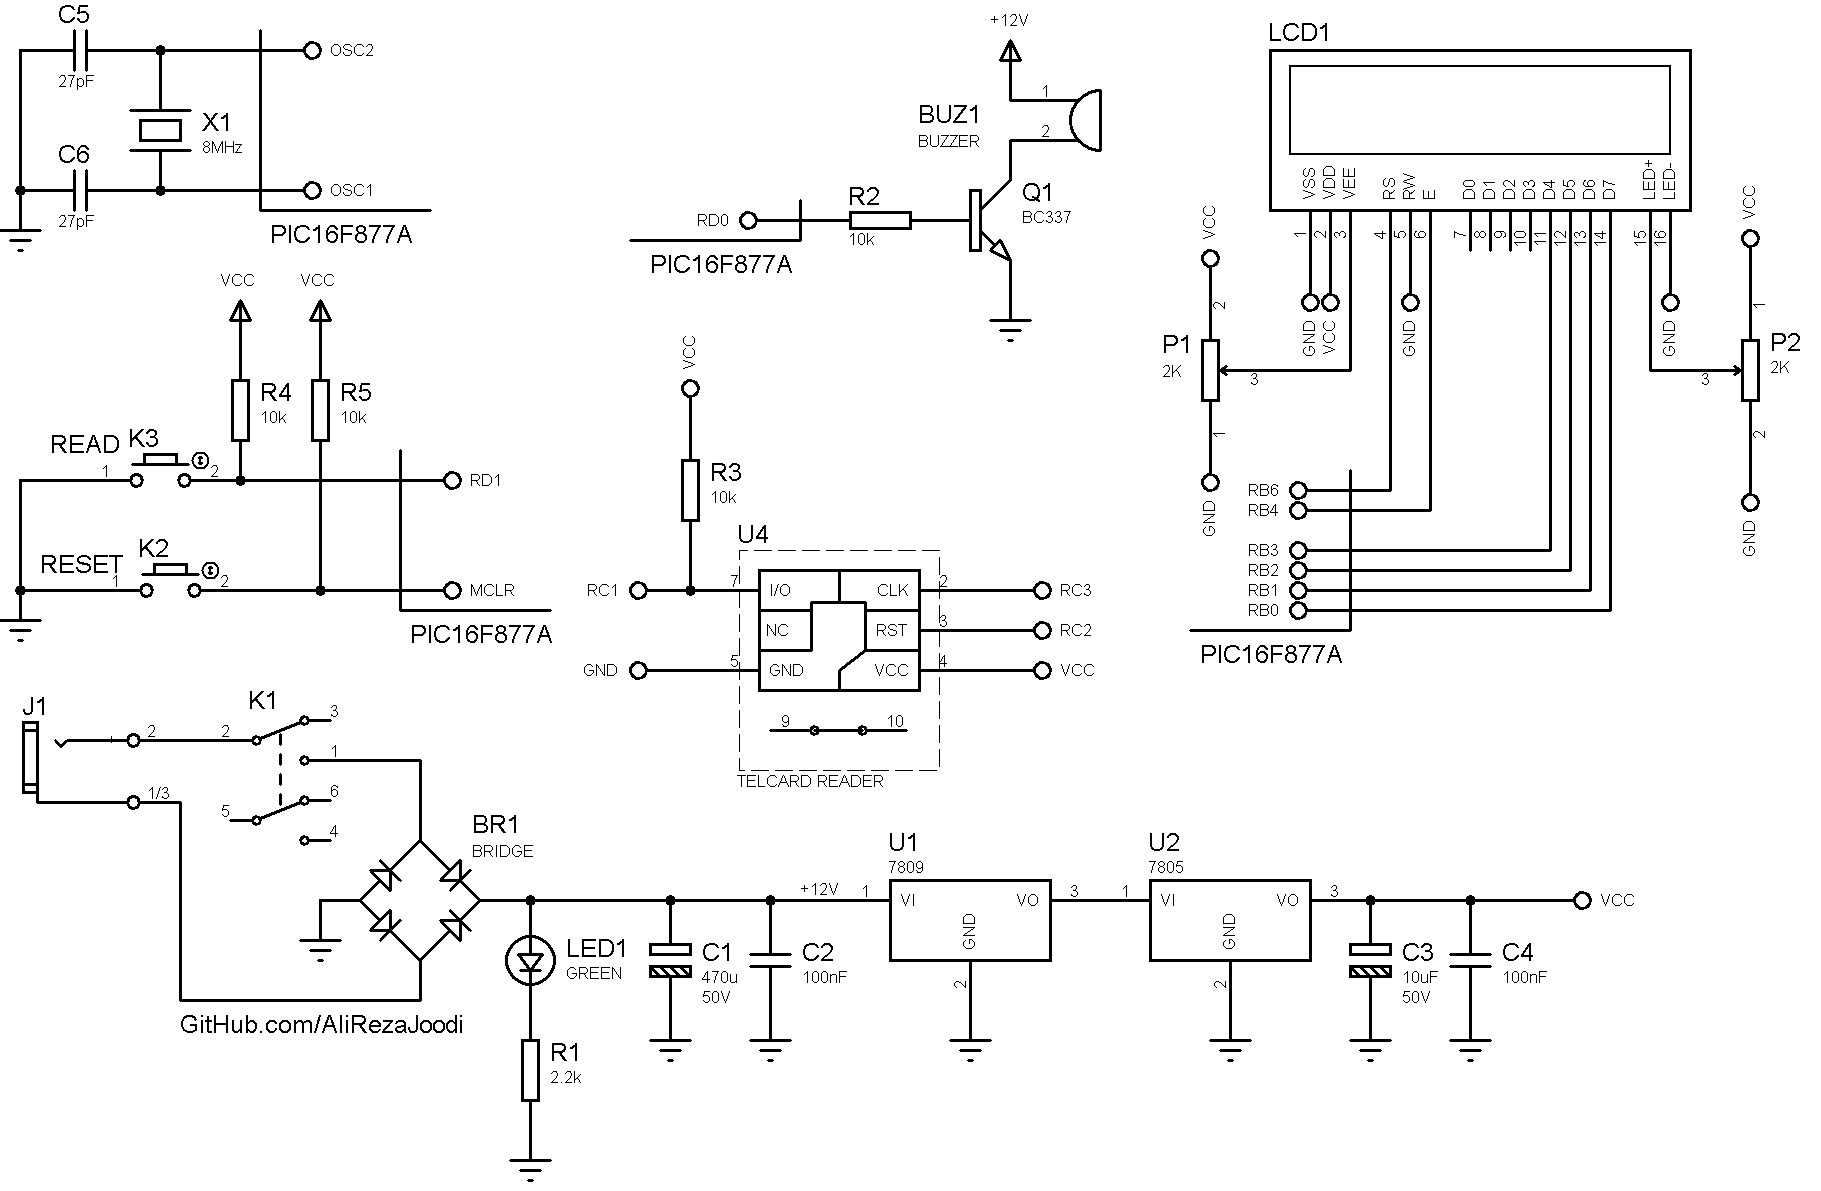 C5
27pF
C6
27pF
X1
8MHz
OSC2
OSC1
PIC16F877A
+12V
BUZ1
BUZZER
1
2
Q1
BC337
R2
10k
RD0
PIC16F877A
LCD1
VSS
VDD
VEE
RS
RW
E
D0
D1
D2
D3
D4
D5
D6
D7
LED+
LED-
1
2
3
4
5
6
7
8
9
10
11
12
13
14
15
16
GND
VCC
GND
GND
VCC
2
P1
2K
3
1
GND
VCC
1
P2
2K
3
2
GND
RB6
RB4
RB3
RB2
RB1
RB0
PIC16F877A
VCC
VCC
R4
10k
R5
10k
READ
K3
1
2
RD1
RESET
K2
1
2
MCLR
PIC16F877A
VCC
R3
10k
U4
RC1
7
I/O
CLK
2
RC3
NC
RST
3
RC2
GND
5
GND
VCC
4
VCC
9
10
TELCARD READER
J1
2
1/3
K1
2
3
1
5
6
4
BR1
BRIDGE
GitHub.com/AliRezaJoodi
LED1
GREEN
R1
2.2k
C1
470u
50V
C2
100nF
+12V
U1
7809
1
VI
VO
3
GND
2
U2
7805
1
VI
VO
3
GND
2
C3
10uF
50V
C4
100nF
VCC